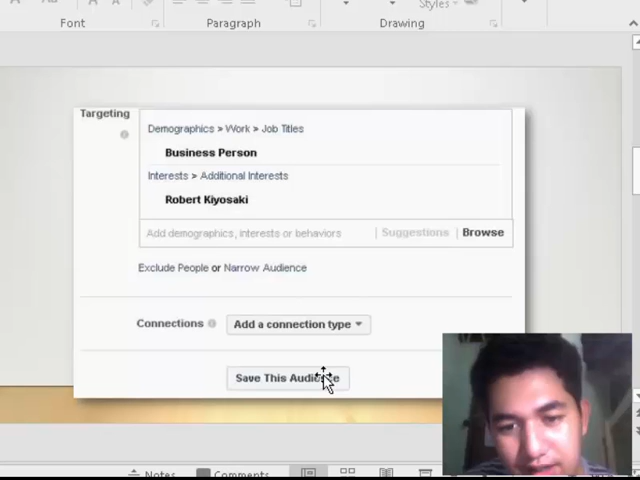 Styles
Font
Paragraph
Drawing
Targeting
Demographics > Work > Job Titles
Business Person
Interests > Additional Interests
Robert Kiyosaki
Add demographics, interests or behaviors | Suggestions | Browse
Exclude People or Narrow Audience
Connections
Add a connection type
Save This Audience
Notes
Comments